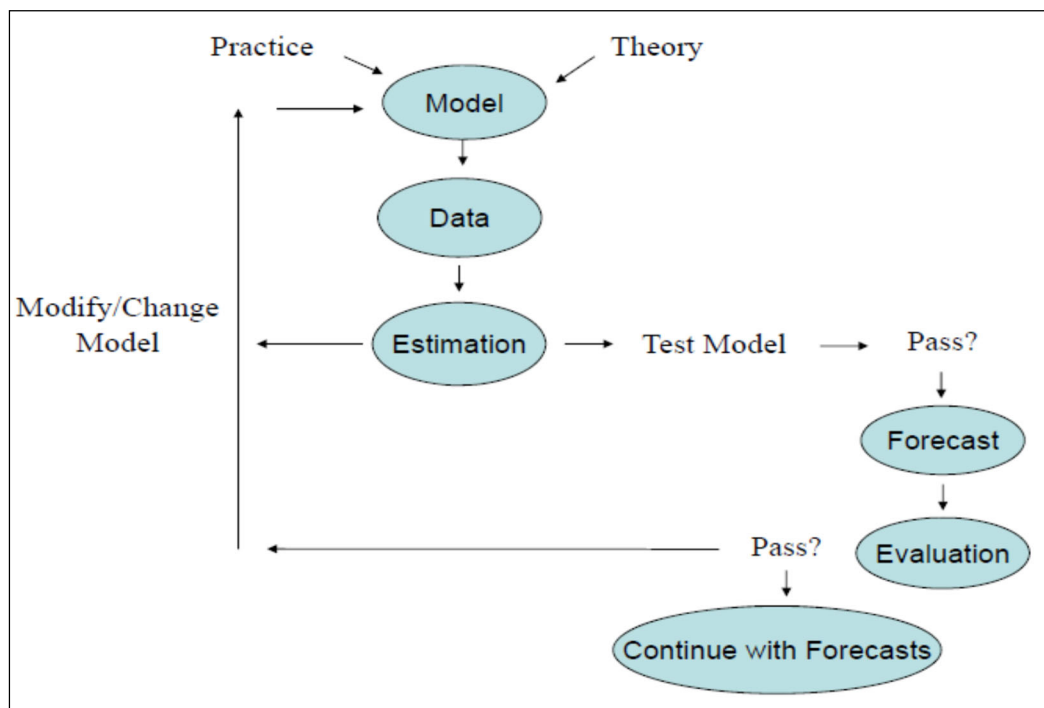 Practice
Theory
Model
Data
Modify/Change
Model
Estimation
Test Model
Pass?
Forecast
Pass?
Evaluation
Continue with Forecasts